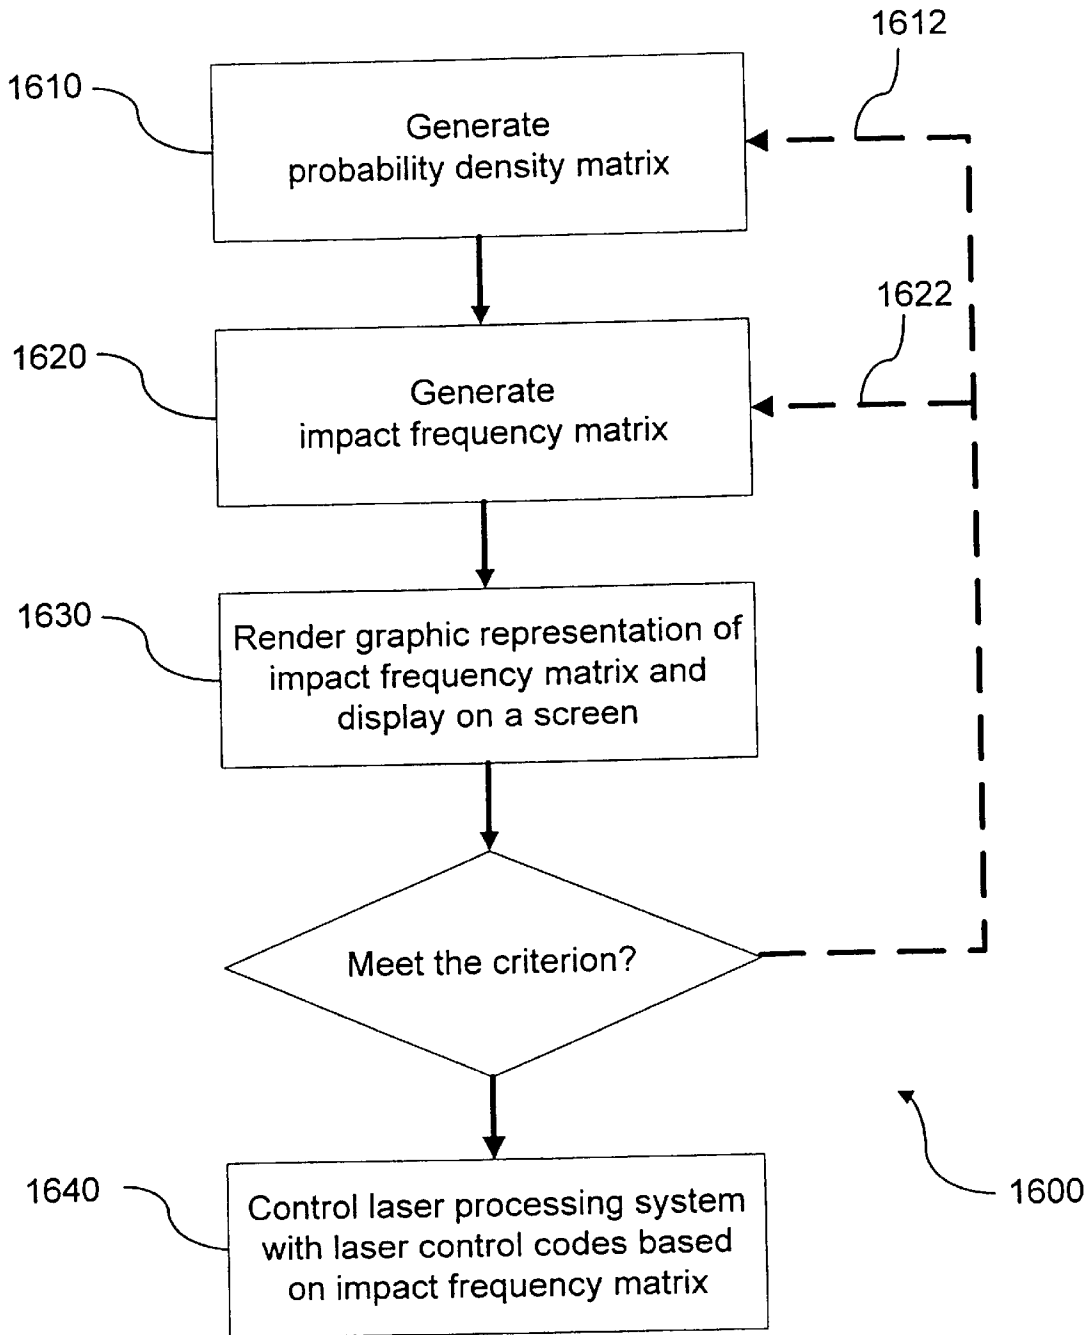 1612
1610
Generate
probability density matrix
1622
1620
Generate
impact frequency matrix
1630
Render graphic representation of
impact frequency matrix and
display on a screen
Meet the criterion?
1640
Control laser processing system
with laser control codes based
on impact frequency matrix
1600